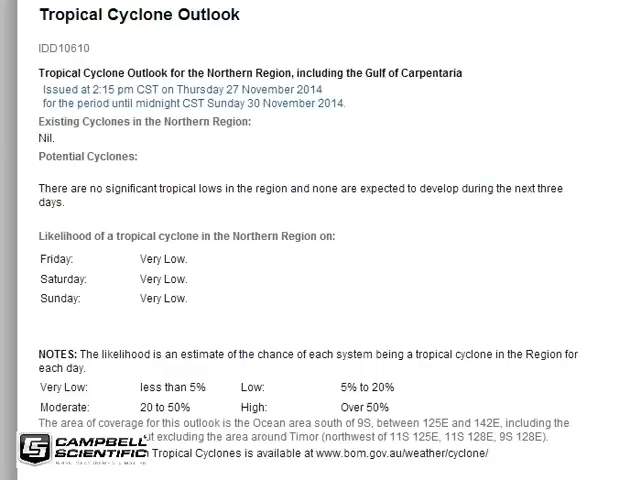 Tropical Cyclone Outlook
IDD10610
Tropical Cyclone Outlook for the Northern Region, including the Gulf of Carpentaria
Issued at 2:15 pm CST on Thursday 27 November 2014
for the period until midnight CST Sunday 30 November 2014.
Existing Cyclones in the Northern Region:
Nil.
Potential Cyclones:
There are no significant tropical lows in the region and none are expected to develop during the next three
days.
Likelihood of a tropical cyclone in the Northern Region on:
Friday: Very Low.
Saturday: Very Low.
Sunday: Very Low.
NOTES: The likelihood is an estimate of the chance of each system being a tropical cyclone in the Region for
each day.
Very Low: less than 5% Low: 5% to 20%
Moderate: 20 to 50% High: Over 50%
The area of coverage for this outlook is the Ocean area south of 9S, between 125E and 142E, including the
excluding the area around Timor (northwest of 11S 125E, 11S 128E, 9S 128E).
Tropical Cyclones is available at www.bom.gov.au/weather/cyclone/
CAMPBELL
SCIENTIFIC